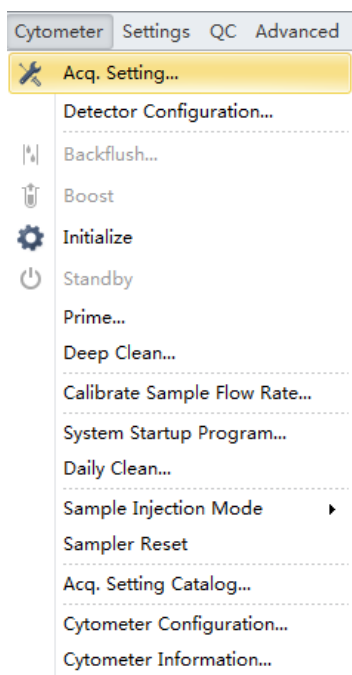 Cytometer Settings QC Advanced
Acq. Setting...
Detector Configuration...
Backflush...
Boost
Initialize
Standby
Prime...
Deep Clean...
Calibrate Sample Flow Rate...
System Startup Program...
Daily Clean...
Sample Injection Mode
Sampler Reset
Acq. Setting Catalog...
Cytometer Configuration...
Cytometer Information...